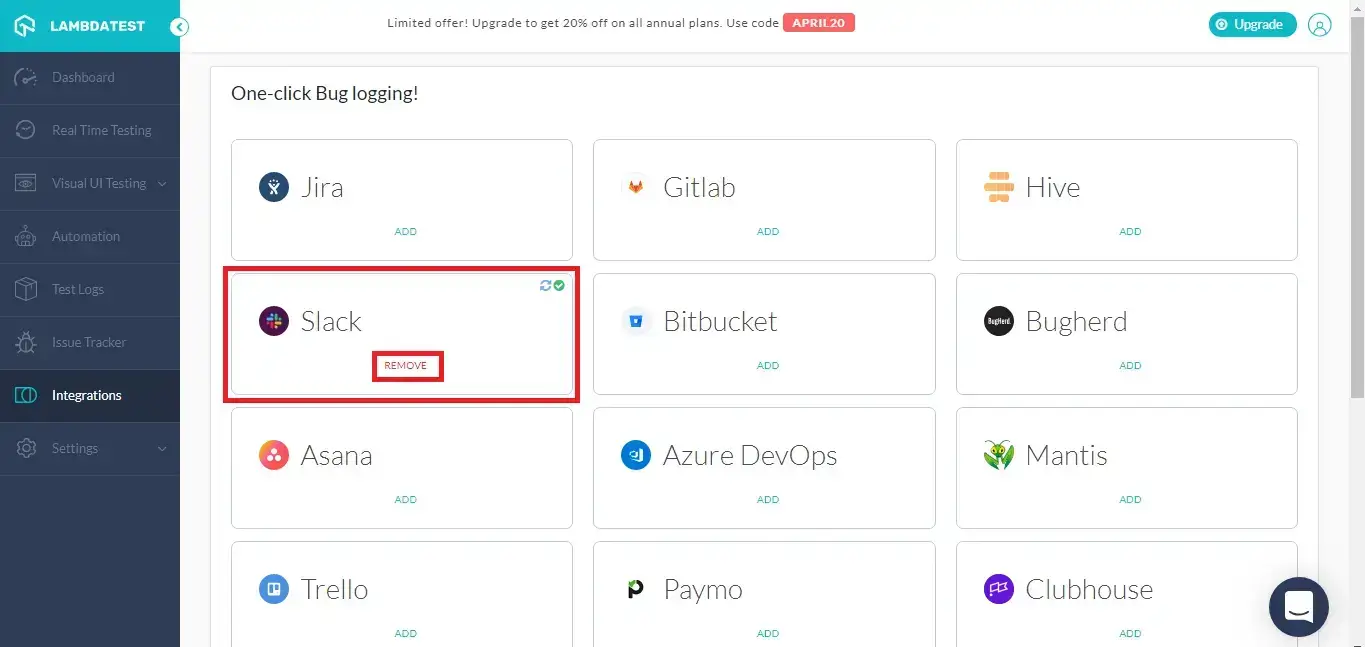 LAMBDATEST
Limited offer! Upgrade to get 20% off on all annual plans. Use code APRIL20
Upgrade
Dashboard
Real Time Testing
Visual UI Testing
Automation
Test Logs
Issue Tracker
Integrations
Settings
One-click Bug logging!
Jira
ADD
Gitlab
ADD
Hive
ADD
Slack
REMOVE
Bitbucket
ADD
BugHerd.
Bugherd
ADD
Asana
ADD
Azure DevOps
ADD
Mantis
ADD
Trello
ADD
Paymo
ADD
Clubhouse
ADD